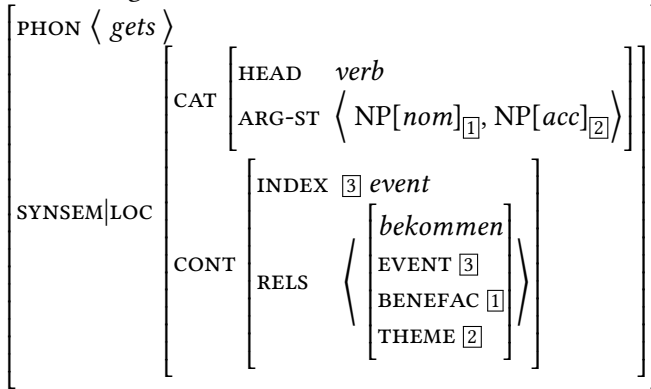 PHON ⟨ gets ⟩
HEAD verb
CAT
ARG-ST ⟨ NP[nom]1, NP[acc]2 ⟩
SYNSEM|LOC
INDEX 3 event
bekommen
CONT
EVENT 3
RELS ⟨ ⟩
BENEFAC 1
THEME 2